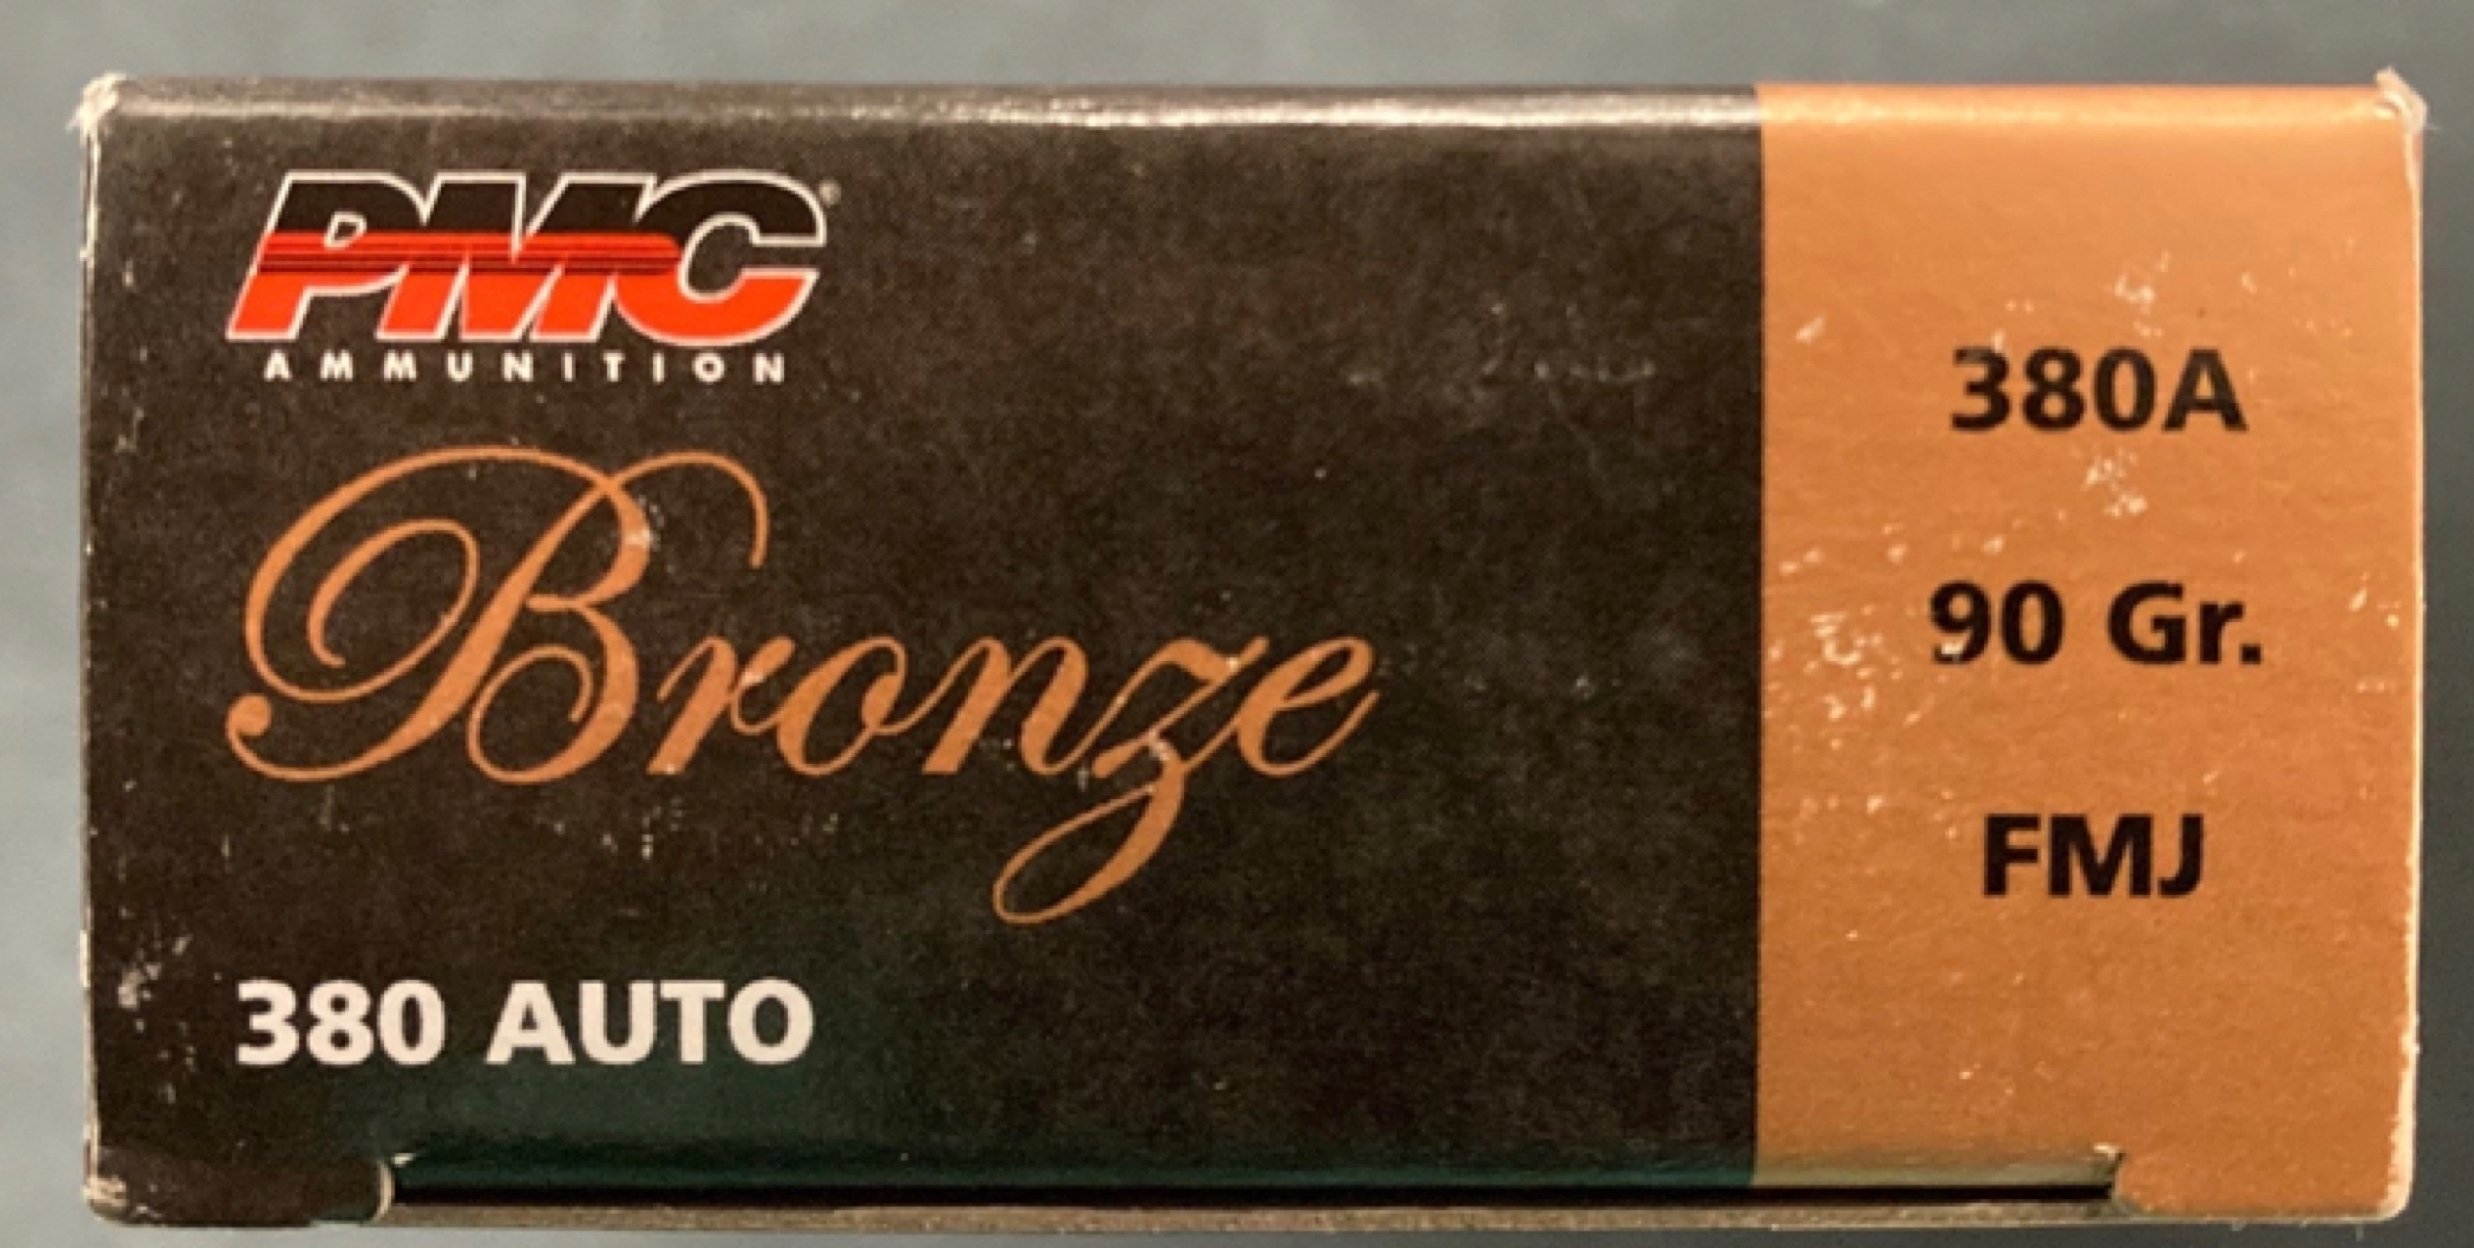 PMC®
AMMUNITION
Bronze
380 AUTO
380A
90 Gr.
FMJ